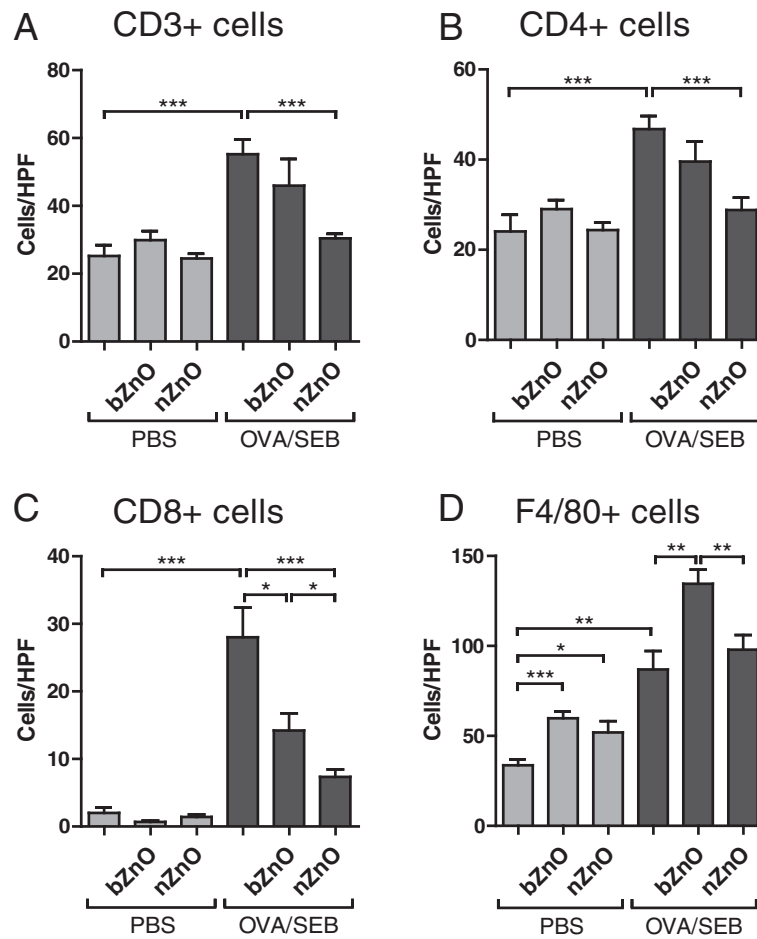 A CD3+ cells
Cells/HPF
80
60
40
20
0
*** ***
bZnO nZnO bZnO nZnO
PBS OVA/SEB
B CD4+ cells
Cells/HPF
60
40
20
0
*** ***
bZnO nZnO bZnO nZnO
PBS OVA/SEB
C CD8+ cells
Cells/HPF
40
30
20
10
0
*** ***
* *
bZnO nZnO bZnO nZnO
PBS OVA/SEB
D F4/80+ cells
Cells/HPF
150
100
50
0
** **
**
*
***
bZnO nZnO bZnO nZnO
PBS OVA/SEB